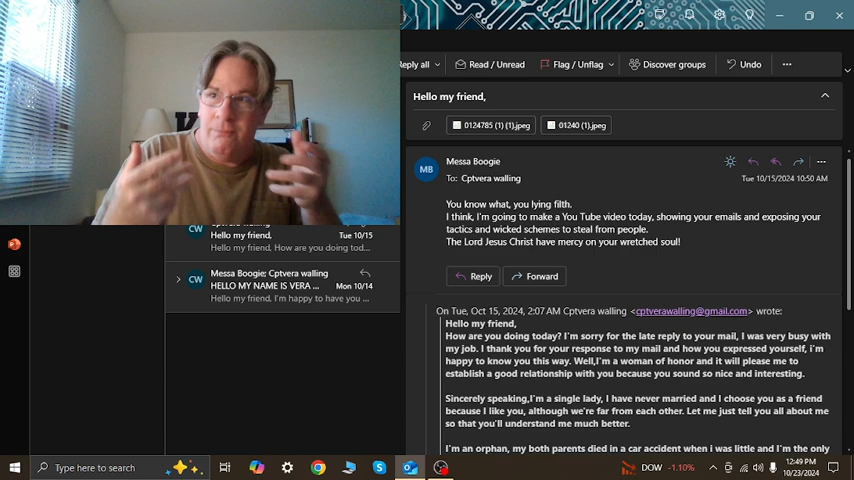 Reply all
Read / Unread
Flag / Unflag
Discover groups
Undo
Hello my friend,
0124785 (1) (1).jpeg
01240 (1).jpeg
MB
Messa Boogie
To: Cptvera walling
Tue 10/15/2024 10:50 AM
You know what, you lying filth.
I think, I'm going to make a You Tube video today, showing your emails and exposing your
tactics and wicked schemes to steal from people.
The Lord Jesus Christ have mercy on your wretched soul!
Reply
Forward
On Tue, Oct 15, 2024, 2:07 AM Cptvera walling <cptverawalling@gmail.com> wrote:
Hello my friend,
How are you doing today? I'm sorry for the late reply to your mail, I was very busy with
my job. I thank you for your response to my mail and how you expressed yourself, i'm
happy to know you this way. Well,I'm a woman of honor and it will please me to
establish a good relationship with you because you sound so nice and interesting.
Sincerely speaking,I'm a single lady, I have never married and I choose you as a friend
because I like you, although we're far from each other. Let me just tell you all about me
so that you'll understand me much better.
I'm an orphan, my both parents died in a car accident when i was little and I'm the only
CW
Cptvera walling
Hello my friend,
Tue 10/15
Hello my friend, How are you doing tod...
CW
Messa Boogie; Cptvera walling
HELLO MY NAME IS VERA ...
Mon 10/14
Hello my friend, I'm happy to have you ...
Type here to search
DOW -1.10%
12:49 PM
10/23/2024